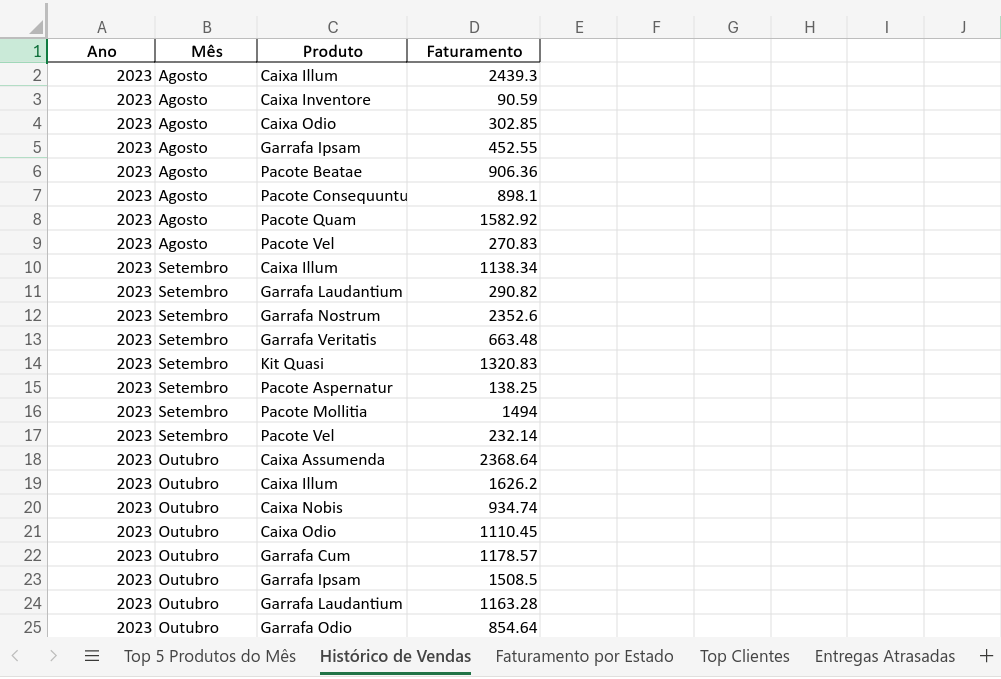 A B C D E F G H I J
1 Ano Mês Produto Faturamento
2 2023 Agosto Caixa Illum 2439.3
3 2023 Agosto Caixa Inventore 90.59
4 2023 Agosto Caixa Odio 302.85
5 2023 Agosto Garrafa Ipsam 452.55
6 2023 Agosto Pacote Beatae 906.36
7 2023 Agosto Pacote Consequuntu 898.1
8 2023 Agosto Pacote Quam 1582.92
9 2023 Agosto Pacote Vel 270.83
10 2023 Setembro Caixa Illum 1138.34
11 2023 Setembro Garrafa Laudantium 290.82
12 2023 Setembro Garrafa Nostrum 2352.6
13 2023 Setembro Garrafa Veritatis 663.48
14 2023 Setembro Kit Quasi 1320.83
15 2023 Setembro Pacote Aspernatur 138.25
16 2023 Setembro Pacote Mollitia 1494
17 2023 Setembro Pacote Vel 232.14
18 2023 Outubro Caixa Assumenda 2368.64
19 2023 Outubro Caixa Illum 1626.2
20 2023 Outubro Caixa Nobis 934.74
21 2023 Outubro Caixa Odio 1110.45
22 2023 Outubro Garrafa Cum 1178.57
23 2023 Outubro Garrafa Ipsam 1508.5
24 2023 Outubro Garrafa Laudantium 1163.28
25 2023 Outubro Garrafa Odio 854.64
Top 5 Produtos do Mês Histórico de Vendas Faturamento por Estado Top Clientes Entregas Atrasadas